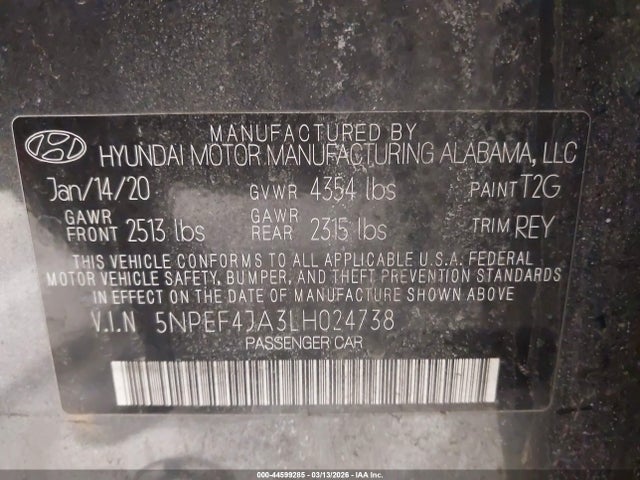 MANUFACTURED BY
HYUNDAI MOTOR MANUFACTURING ALABAMA, LLC
Jan/14/20 GVWR 4354 lbs PAINT T2G
GAWR FRONT 2513 lbs GAWR REAR 2315 lbs TRIM REY
THIS VEHICLE CONFORMS TO ALL APPLICABLE U.S.A. FEDERAL
MOTOR VEHICLE SAFETY, BUMPER, AND THEFT PREVENTION STANDARDS
IN EFFECT ON THE DATE OF MANUFACTURE SHOWN ABOVE.
V.I.N 5NPEF4JA3LH024738
PASSENGER CAR
000-44599265 - 03/13/2026 - IAA Inc.